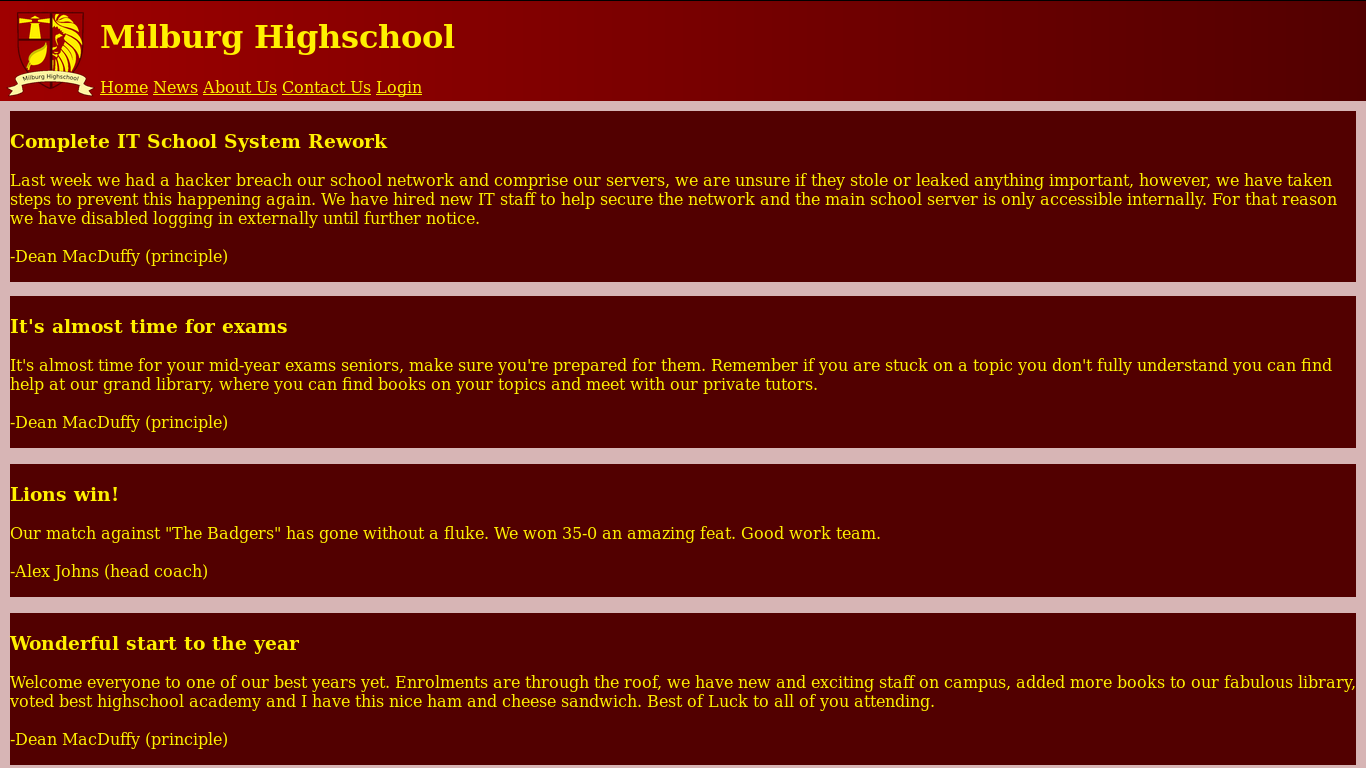 Milburg Highschool
Milburg Highschool
Home News About Us Contact Us Login
Complete IT School System Rework
Last week we had a hacker breach our school network and comprise our servers, we are unsure if they stole or leaked anything important, however, we have taken
steps to prevent this happening again. We have hired new IT staff to help secure the network and the main school server is only accessible internally. For that reason
we have disabled logging in externally until further notice.
-Dean MacDuffy (principle)
It's almost time for exams
It's almost time for your mid-year exams seniors, make sure you're prepared for them. Remember if you are stuck on a topic you don't fully understand you can find
help at our grand library, where you can find books on your topics and meet with our private tutors.
-Dean MacDuffy (principle)
Lions win!
Our match against "The Badgers" has gone without a fluke. We won 35-0 an amazing feat. Good work team.
-Alex Johns (head coach)
Wonderful start to the year
Welcome everyone to one of our best years yet. Enrolments are through the roof, we have new and exciting staff on campus, added more books to our fabulous library,
voted best highschool academy and I have this nice ham and cheese sandwich. Best of Luck to all of you attending.
-Dean MacDuffy (principle)